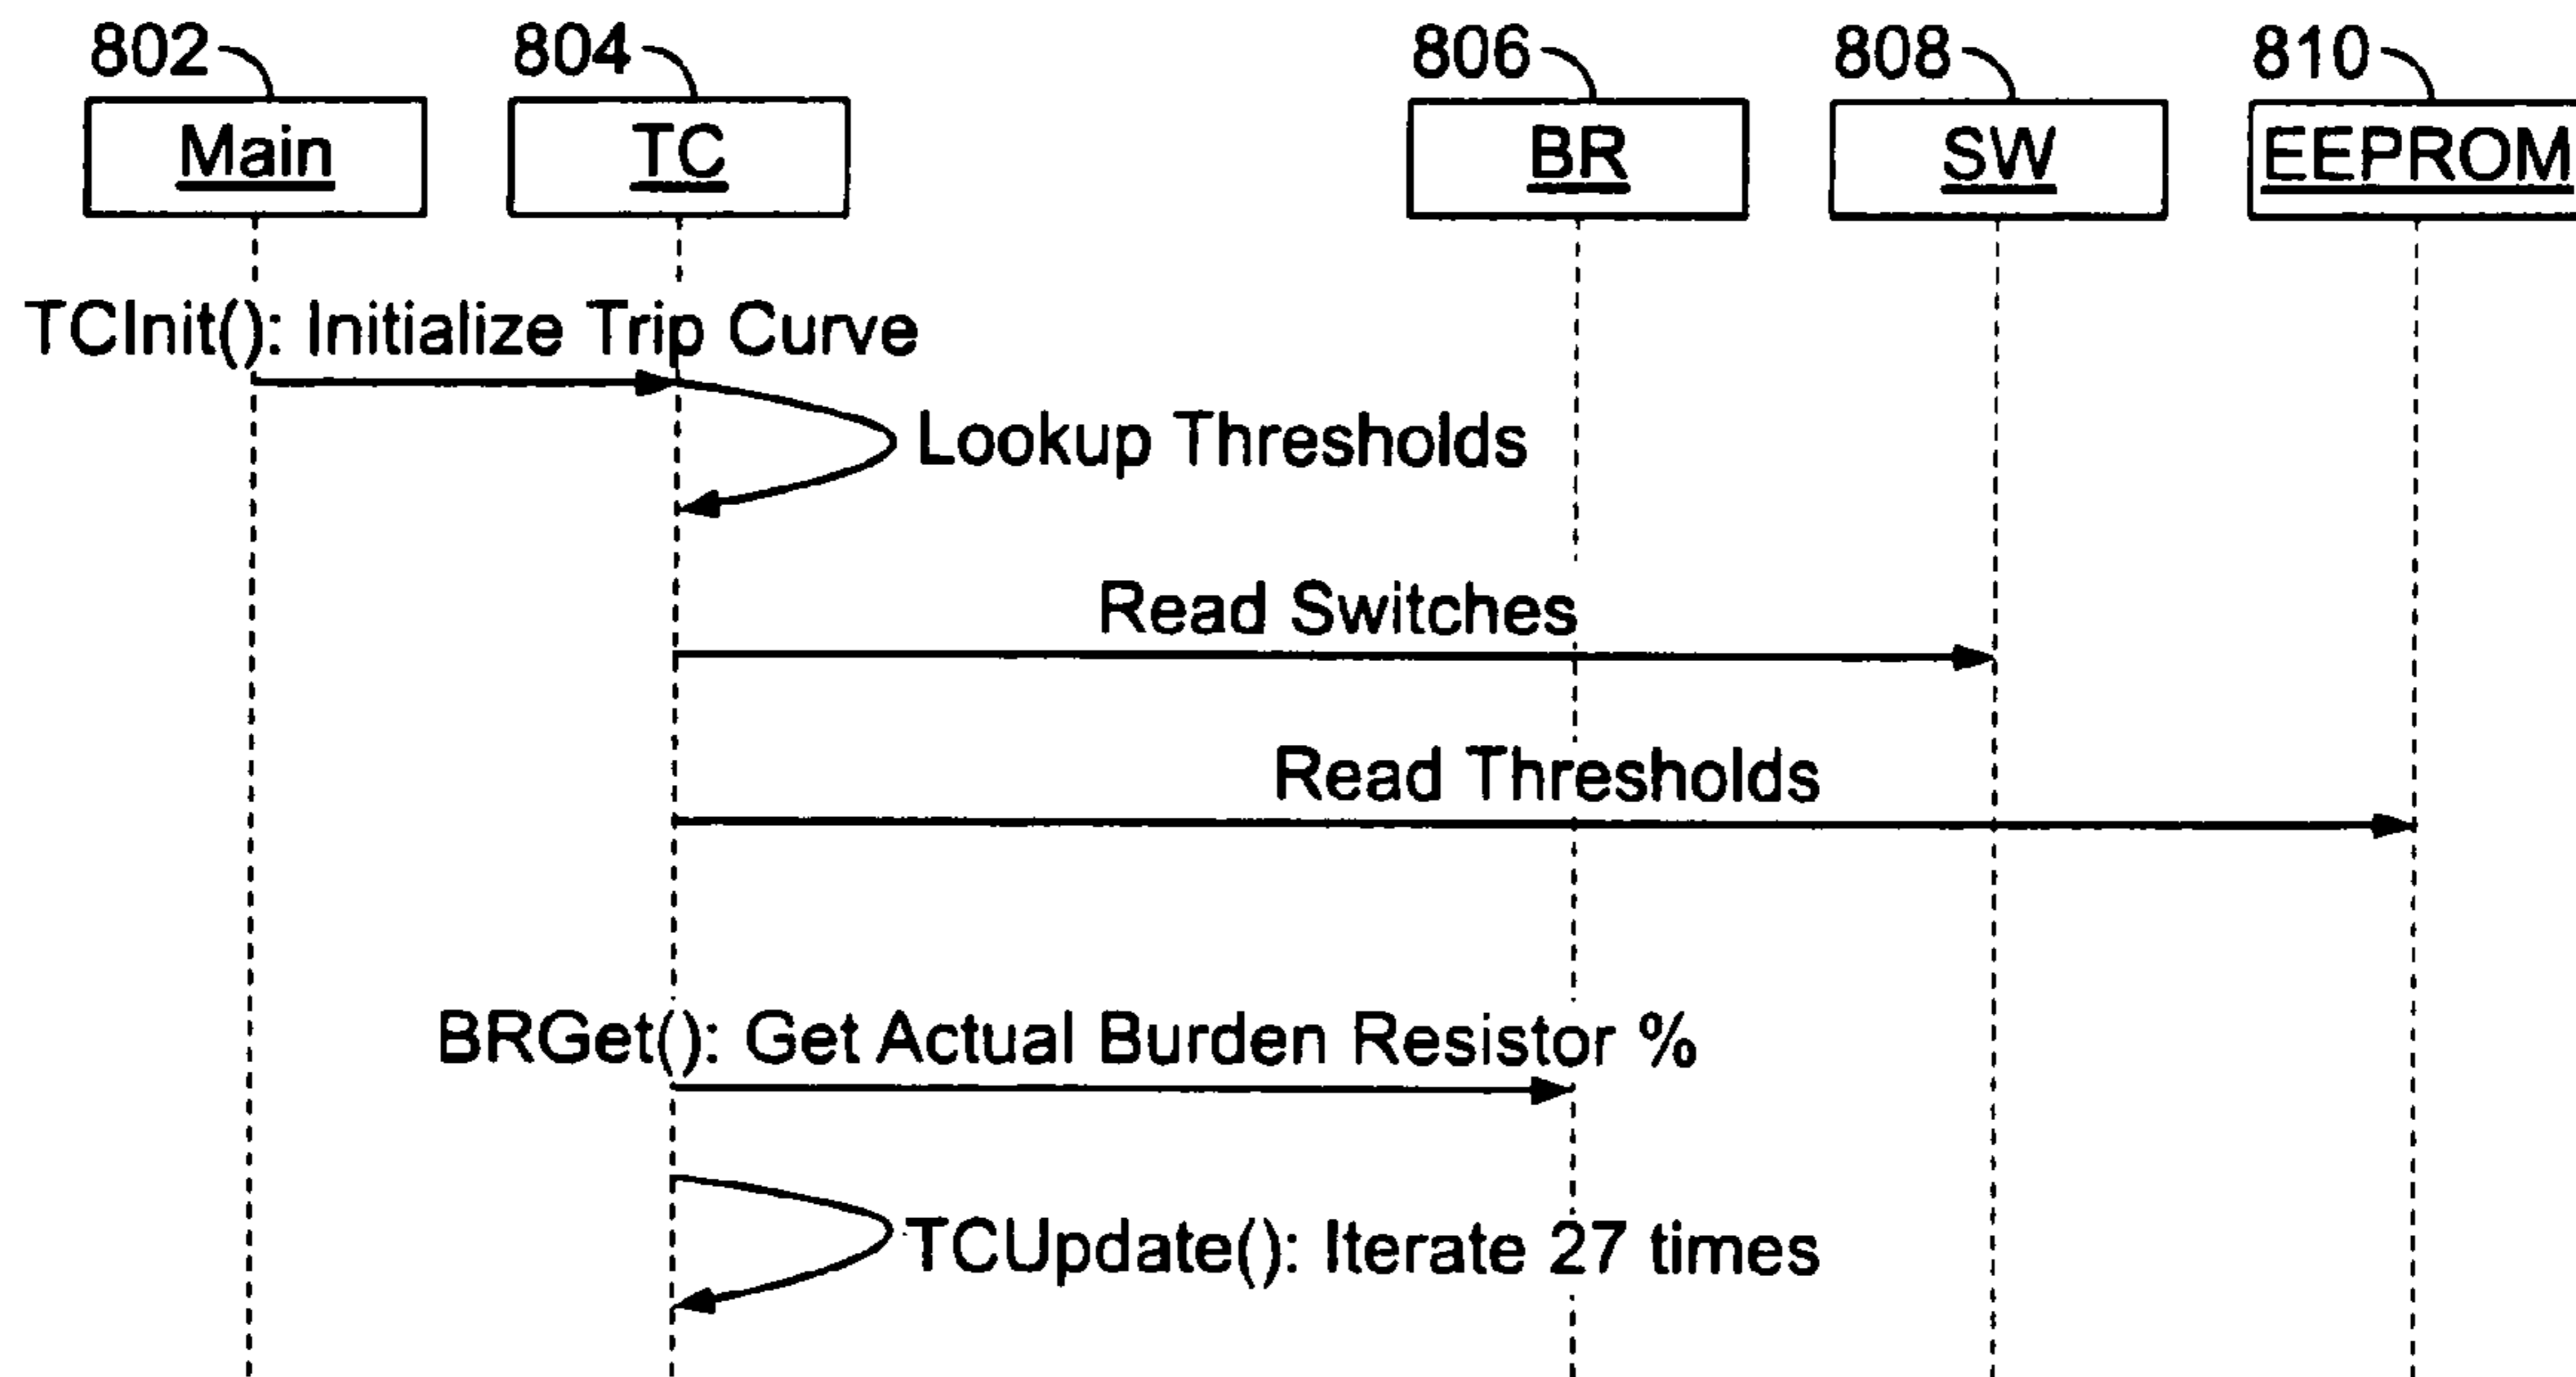 802 804 806 808 810
Main TC BR SW EEPROM
TCInit(): Initialize Trip Curve
Lookup Thresholds
Read Switches
Read Thresholds
BRGet(): Get Actual Burden Resistor %
TCUpdate(): Iterate 27 times